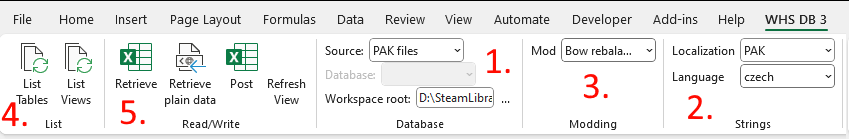 File Home Insert Page Layout Formulas Data Review View Automate Developer Add-ins Help WHS DB 3
List Tables
List Views
4.
List
Retrieve
Retrieve plain data
Post
Refresh View
5.
Read/Write
Source: PAK files
Database:
Workspace root: D:\SteamLibra ...
1.
Database
Mod Bow rebala...
3.
Modding
Localization PAK
Language czech
2.
Strings